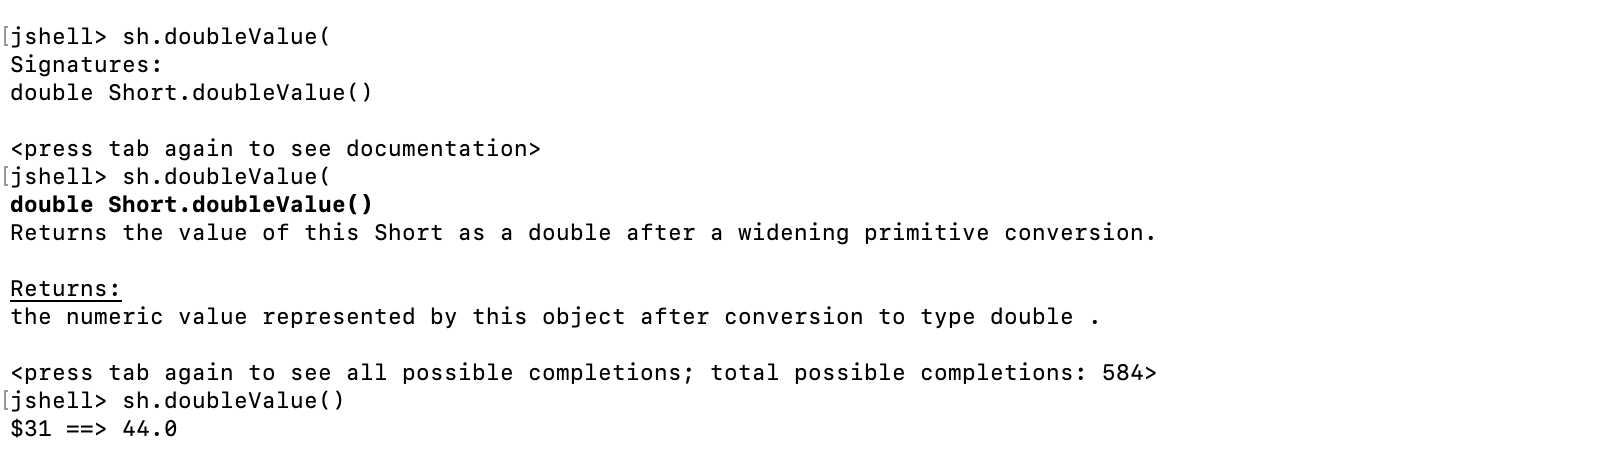 [jshell> sh.doubleValue(
Signatures:
double Short.doubleValue()
<press tab again to see documentation>
[jshell> sh.doubleValue(
double Short.doubleValue()
Returns the value of this Short as a double after a widening primitive conversion.
Returns:
the numeric value represented by this object after conversion to type double .
<press tab again to see all possible completions; total possible completions: 584>
[jshell> sh.doubleValue()
$31 ==> 44.0